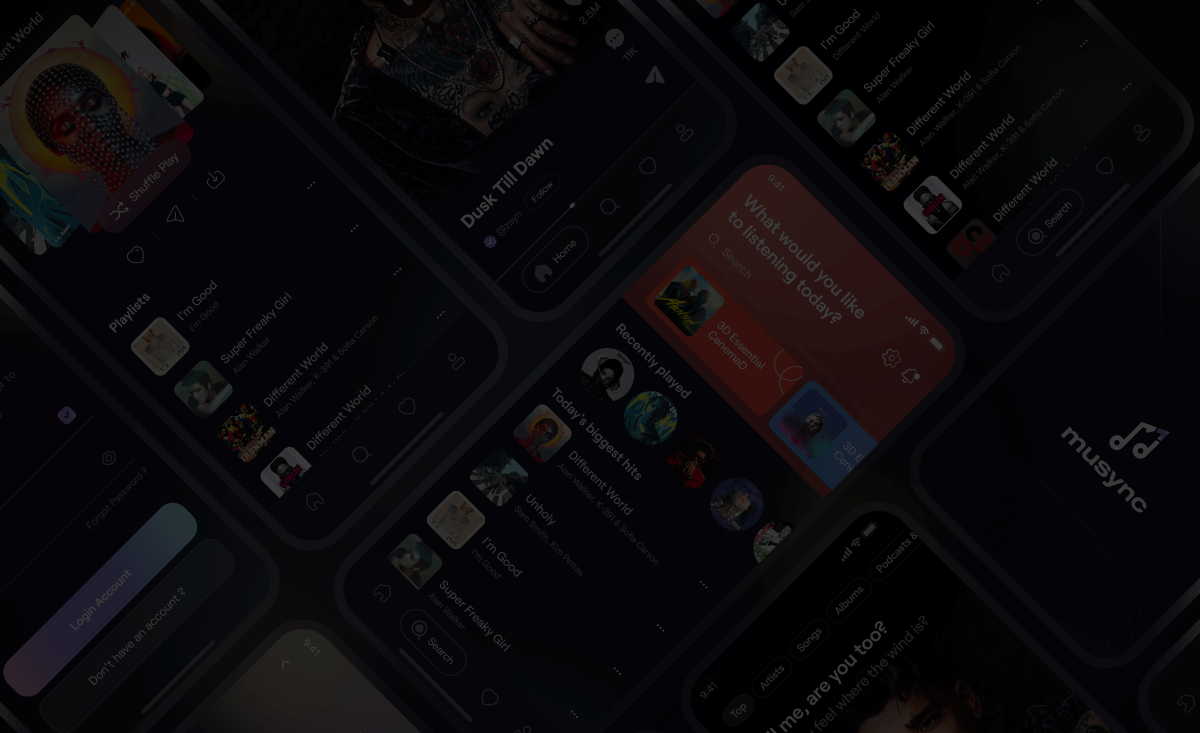 ent World
Shuffle Play
Playlists
I'm Good
I'm Good
Super Freaky Girl
Alan Walker
Different World
Alan Walker, K-391 & Sofia Carson
Different World
2.5M
11K
Dusk Till Dawn
@zayn
Follow
Home
I'm Good
Different World
Super Freaky Girl
Alan Walker
Different World
Alan Walker, K-391 & Sofia Carson
Different World
Alan Walker, K-391 & Sofia Carson
Different World
Search
9:41
What would you like
to listening today?
Search
3D Essential
CenemaD
3D E
Cen
Recently played
Today's biggest hits
Different World
Alan Walker, K-391 & Sofia Carson
Unholy
Sam Smith, Kim Petras
I'm Good
I'm Good
Super Freaky Girl
Alan Walker
Search
musync
Forgot Password ?
Login Account
Don't have an account ?
9:41
9:41
Top
Artists
Songs
Albums
Podcasts &
ll me, are you too?
feel where the wind is?